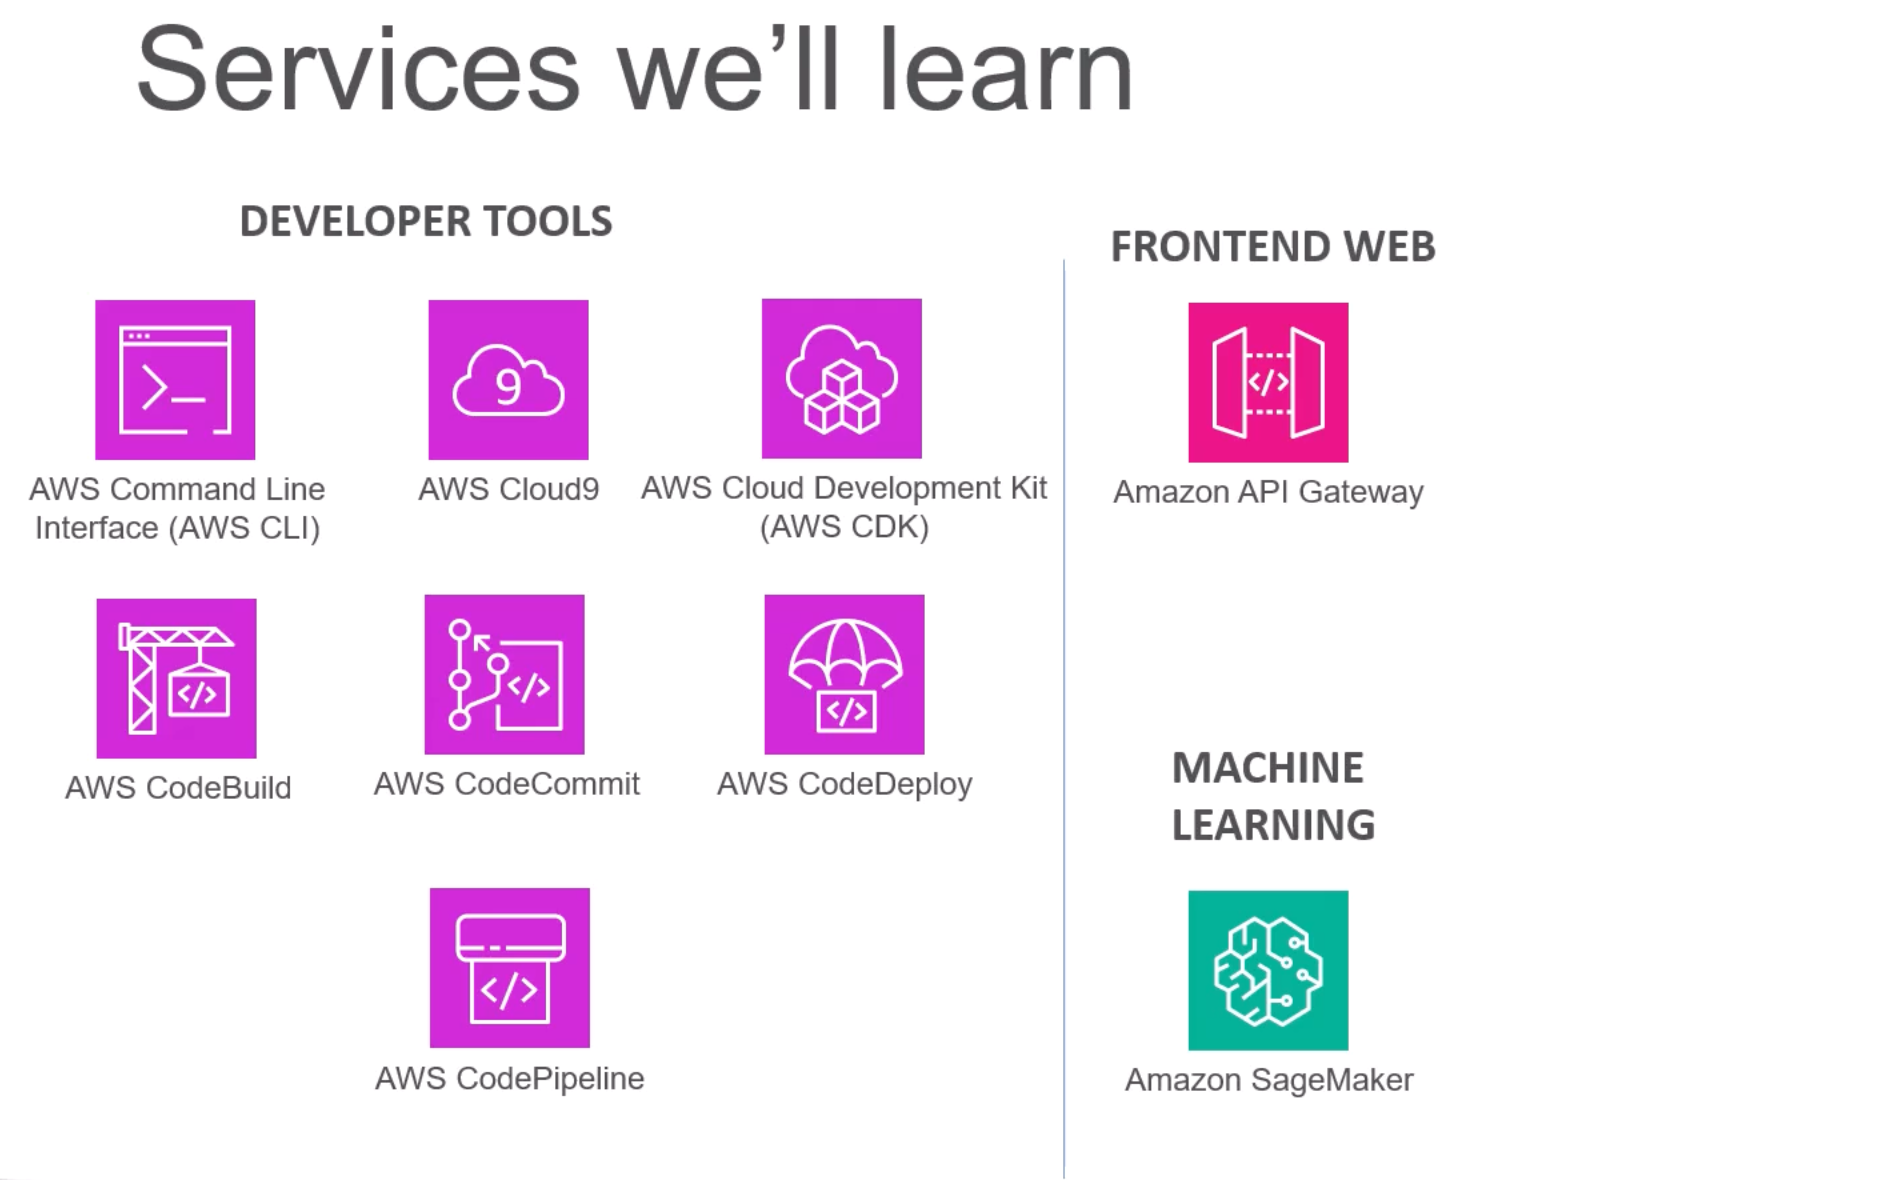 Services we’ll learn
DEVELOPER TOOLS
AWS Command Line
Interface (AWS CLI)
9
AWS Cloud9
AWS Cloud Development Kit
(AWS CDK)
</>
AWS CodeBuild
</>
AWS CodeCommit
</>
AWS CodeDeploy
</>
AWS CodePipeline
FRONTEND WEB
</>
Amazon API Gateway
MACHINE
LEARNING
Amazon SageMaker